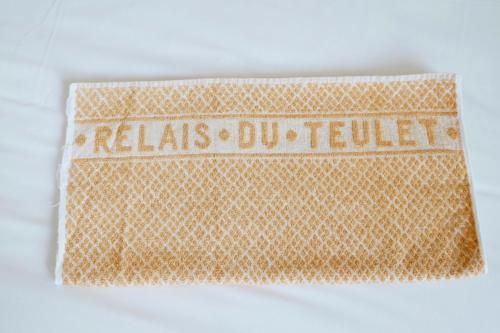 • RELAIS • DU • TEULET •